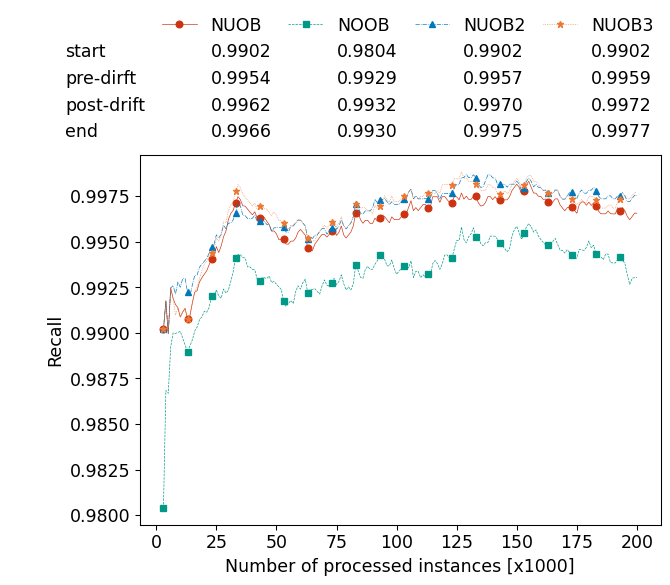 NUOB NOOB NUOB2 NUOB3
start 0.9902 0.9804 0.9902 0.9902
pre-dirft 0.9954 0.9929 0.9957 0.9959
post-drift 0.9962 0.9932 0.9970 0.9972
end 0.9966 0.9930 0.9975 0.9977
0.9975
0.9950
0.9925
0.9900
0.9875
0.9850
0.9825
0.9800
Recall
0 25 50 75 100 125 150 175 200
Number of processed instances [x1000]